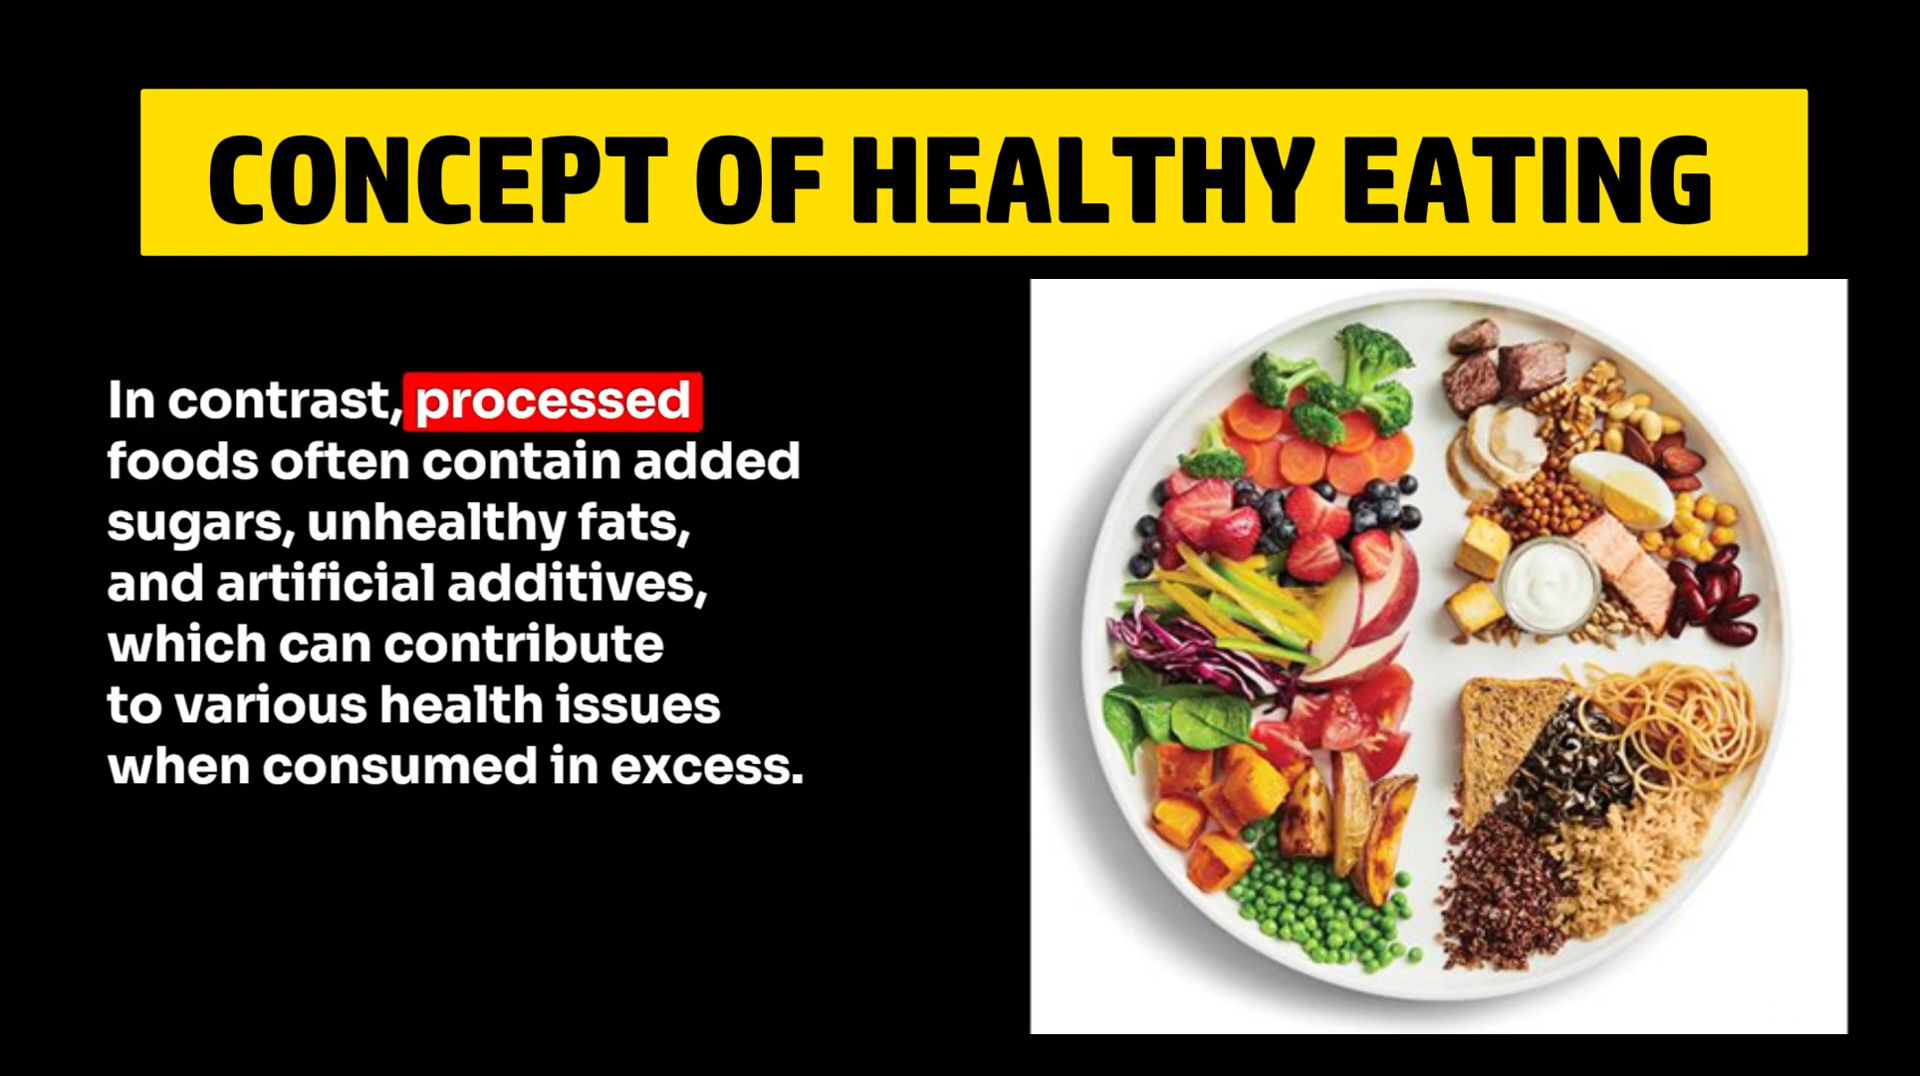 CONCEPT OF HEALTHY EATING
In contrast, processed
foods often contain added
sugars, unhealthy fats,
and artificial additives,
which can contribute
to various health issues
when consumed in excess.